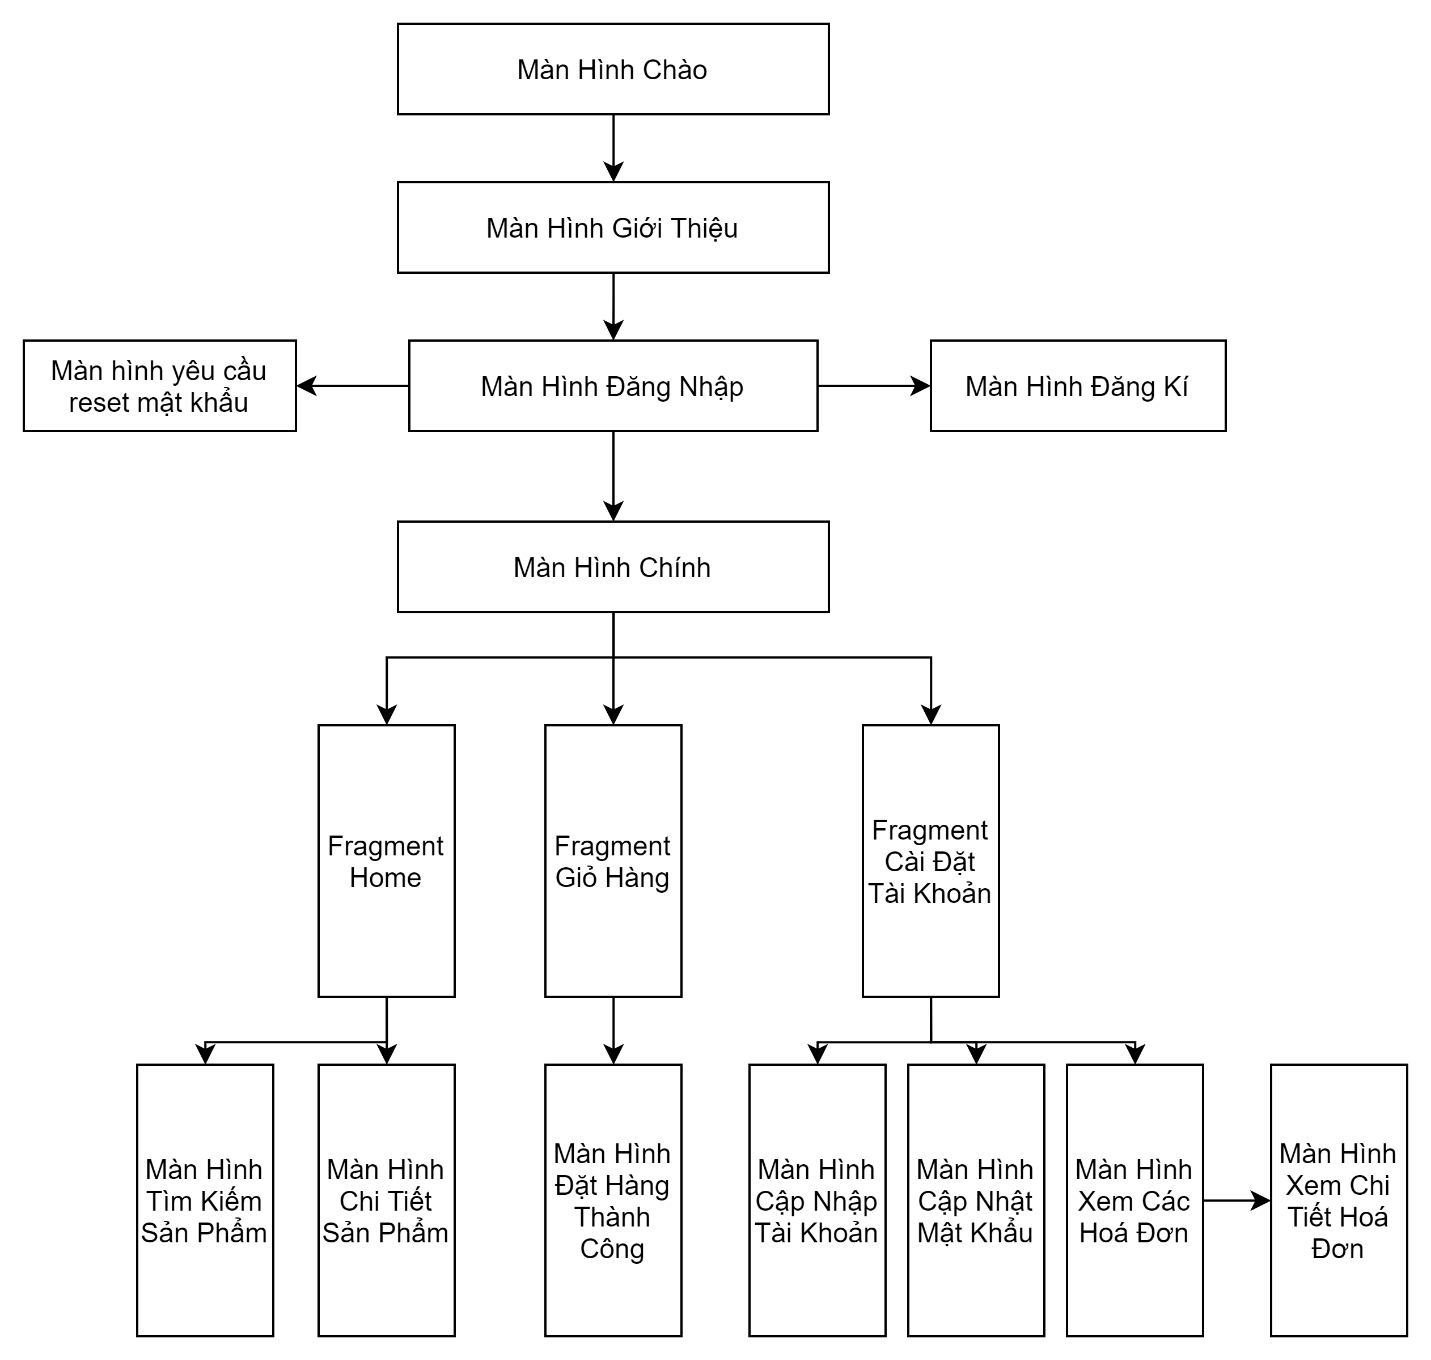 Màn Hình Chào
Màn Hình Giới Thiệu
Màn hình yêu cầu
reset mật khẩu
Màn Hình Đăng Nhập
Màn Hình Đăng Kí
Màn Hình Chính
Fragment
Home
Fragment
Giỏ Hàng
Fragment
Cài Đặt
Tài Khoản
Màn Hình
Tìm Kiếm
Sản Phẩm
Màn Hình
Chi Tiết
Sản Phẩm
Màn Hình
Đặt Hàng
Thành
Công
Màn Hình
Cập Nhập
Tài Khoản
Màn Hình
Cập Nhật
Mật Khẩu
Màn Hình
Xem Các
Hoá Đơn
Màn Hình
Xem Chi
Tiết Hoá
Đơn